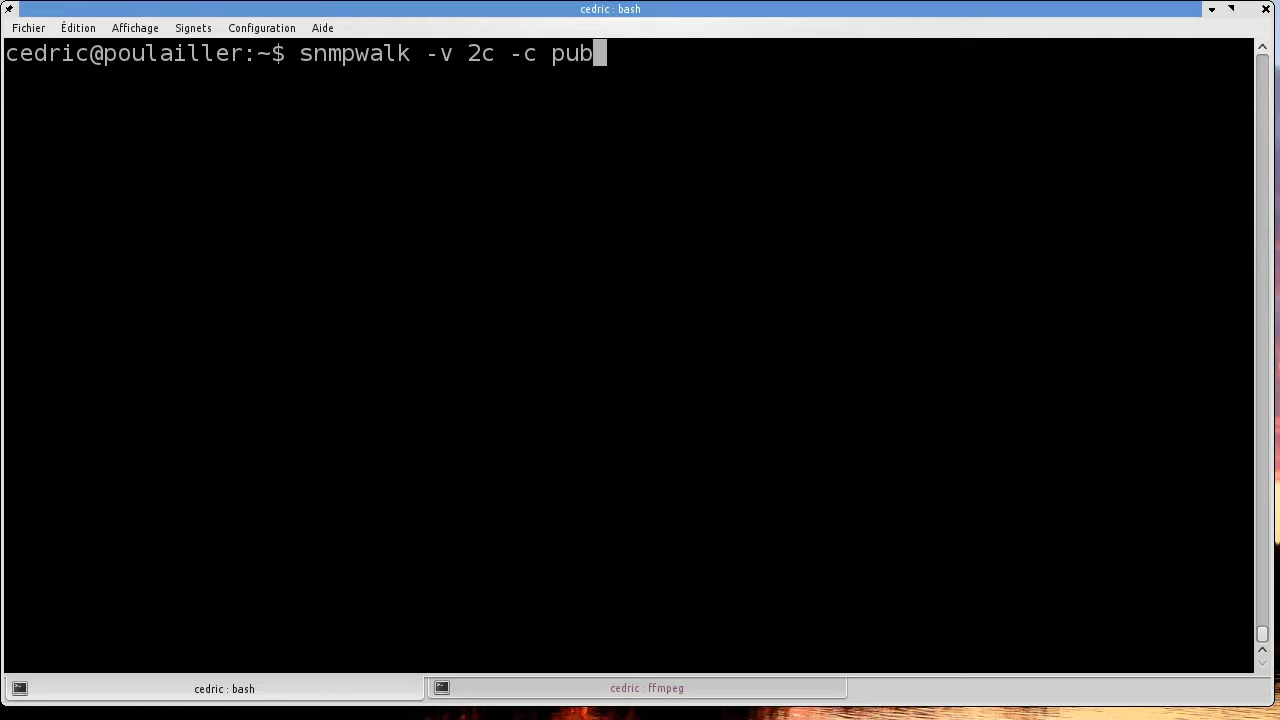 cedric : bash
Fichier Édition Affichage Signets Configuration Aide
cedric@poulailler:~$ snmpwalk -v 2c -c pub
cedric : bash cedric : ffmpeg